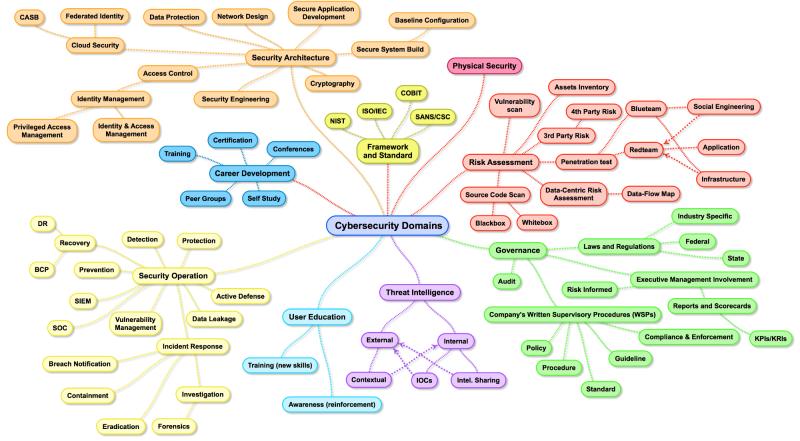 Cybersecurity Domains
Security Architecture
CASB
Federated Identity
Cloud Security
Data Protection
Network Design
Secure Application
Development
Baseline Configuration
Secure System Build
Access Control
Identity Management
Privileged Access
Management
Identity & Access
Management
Security Engineering
Cryptography
Physical Security
Framework
and Standard
NIST
ISO/IEC
COBIT
SANS/CSC
Career Development
Training
Certification
Conferences
Peer Groups
Self Study
Risk Assessment
Vulnerability
scan
Assets Inventory
4th Party Risk
3rd Party Risk
Penetration test
Blueteam
Redteam
Social Engineering
Application
Infrastructure
Source Code Scan
Blackbox
Whitebox
Data-Centric Risk
Assessment
Data-Flow Map
Governance
Laws and Regulations
Industry Specific
Federal
State
Audit
Executive Management Involvement
Risk Informed
Reports and Scorecards
KPIs/KRIs
Company's Written Supervisory Procedures (WSPs)
Compliance & Enforcement
Policy
Procedure
Standard
Guideline
Threat Intelligence
External
Internal
Contextual
IOCs
Intel. Sharing
User Education
Training (new skills)
Awareness (reinforcement)
Security Operation
DR
Recovery
BCP
Detection
Protection
Prevention
SIEM
SOC
Vulnerability
Management
Active Defense
Data Leakage
Incident Response
Breach Notification
Containment
Eradication
Investigation
Forensics